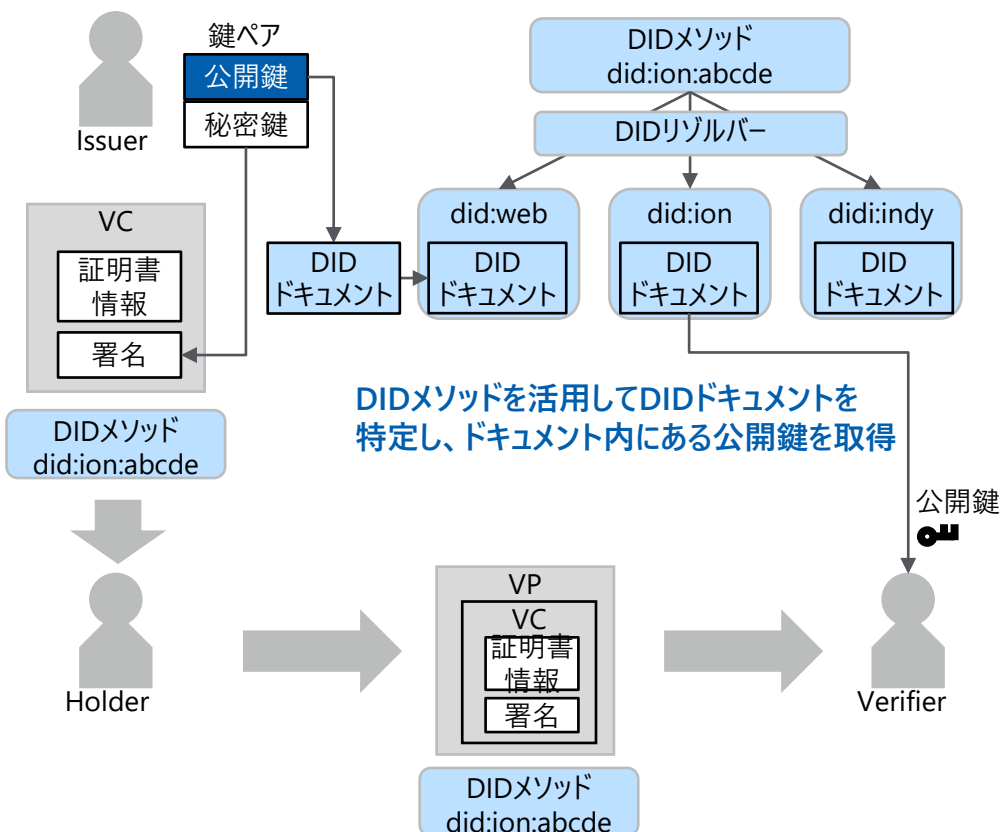 鍵ペア
公開鍵
秘密鍵
Issuer
DIDメソッド
did:ion:abcde
DIDリゾルバー
did:web
DID
ドキュメント
did:ion
DID
ドキュメント
didi:indy
DID
ドキュメント
DID
ドキュメント
VC
証明書
情報
署名
DIDメソッド
did:ion:abcde
DIDメソッドを活用してDIDドキュメントを
特定し、ドキュメント内にある公開鍵を取得
公開鍵
Holder
VP
VC
証明書
情報
署名
DIDメソッド
did:ion:abcde
Verifier